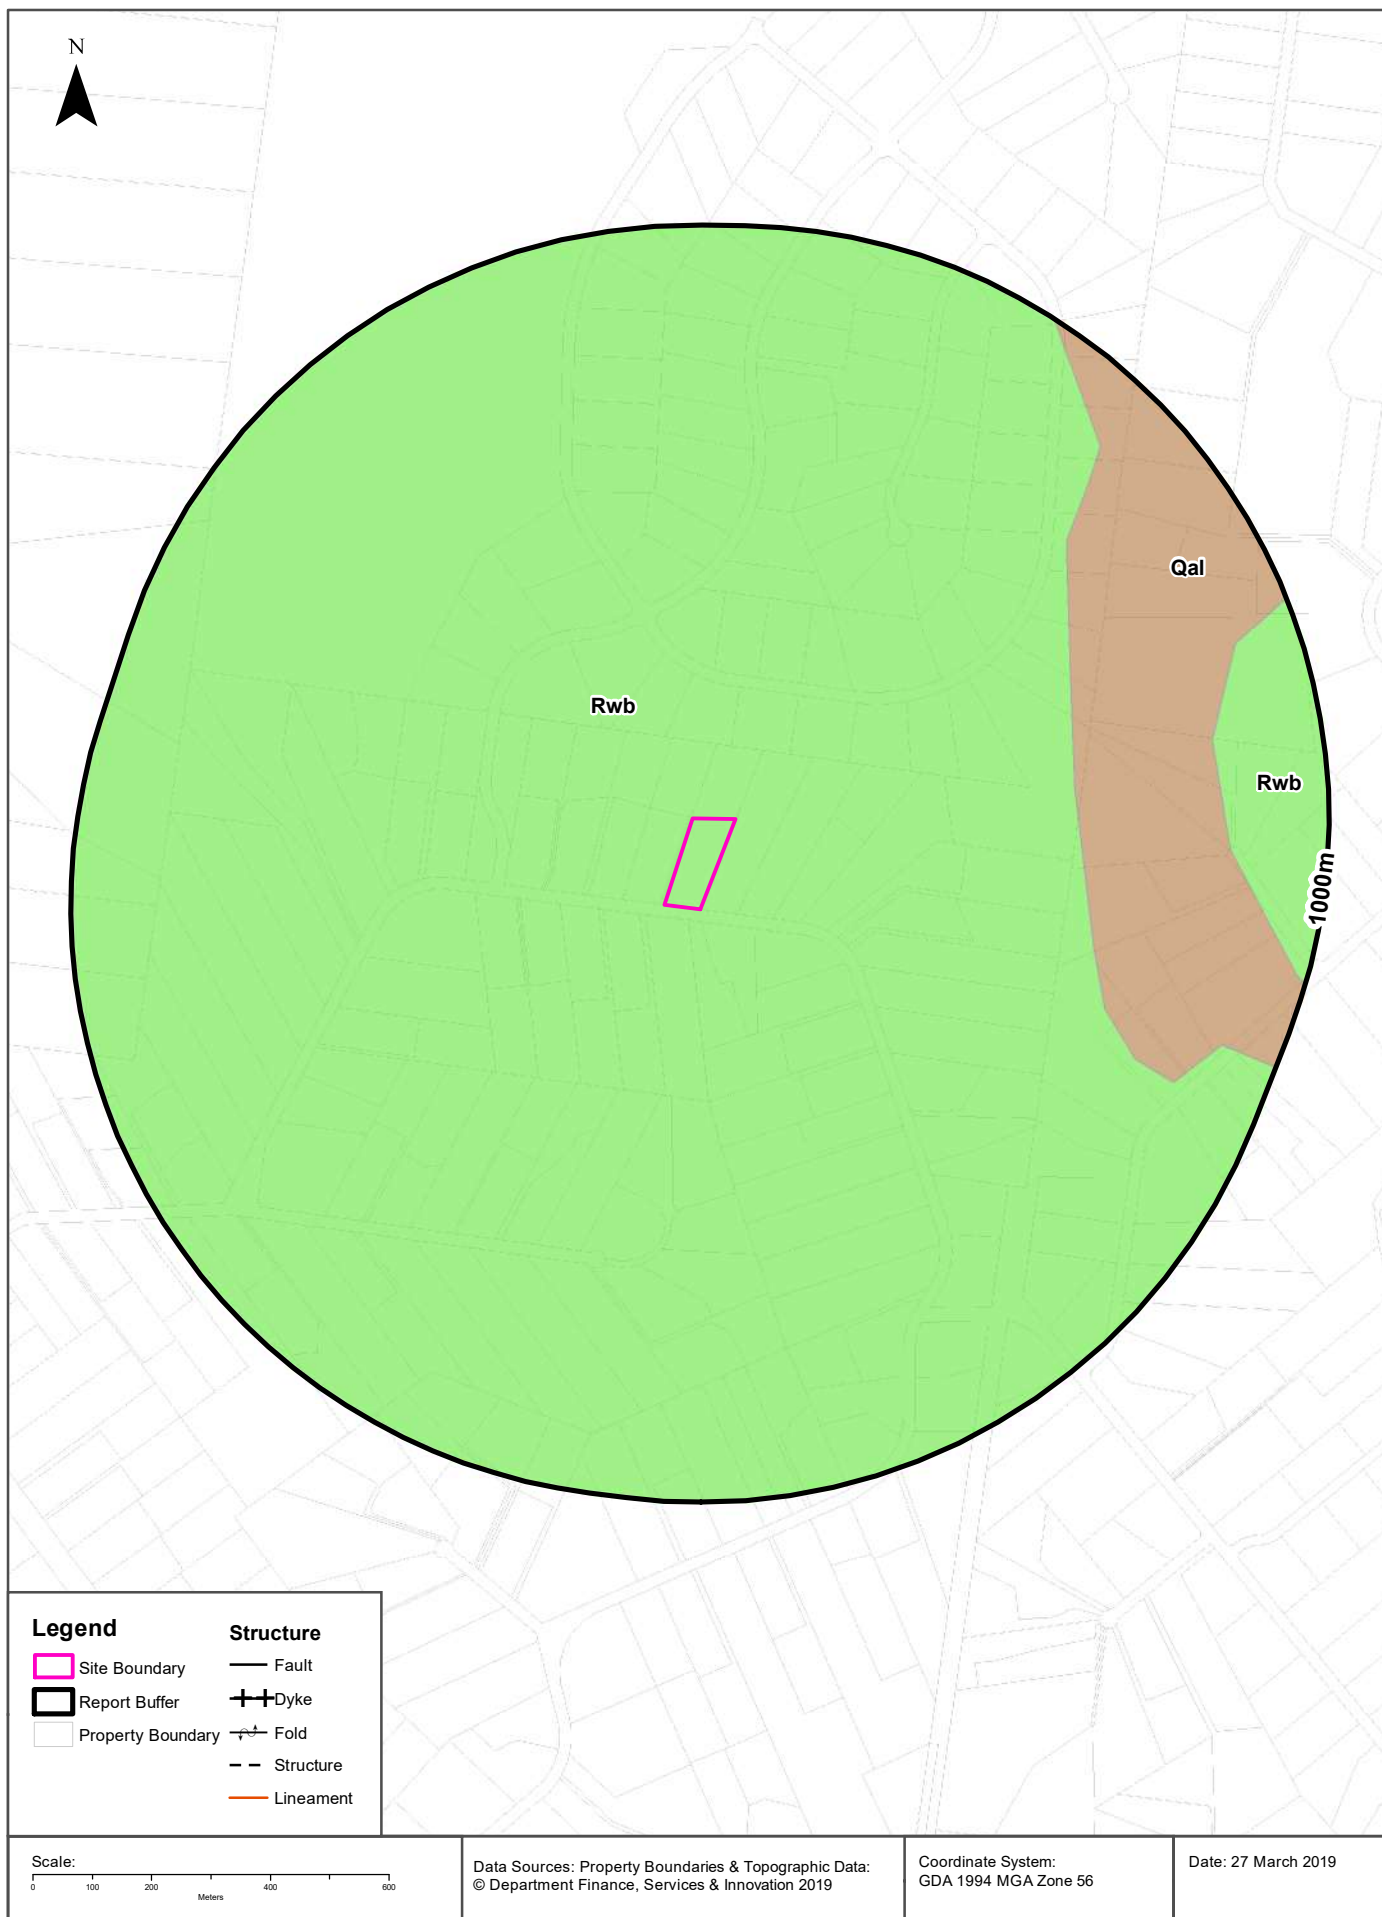 N
Qal
Rwb
Rwb
1000m
Legend
Site Boundary
Report Buffer
Property Boundary
Structure
Fault
Dyke
Fold
Structure
Lineament
Scale:
0 100 200 400 600
Meters
Data Sources: Property Boundaries & Topographic Data:
© Department Finance, Services & Innovation 2019
Coordinate System:
GDA 1994 MGA Zone 56
Date: 27 March 2019